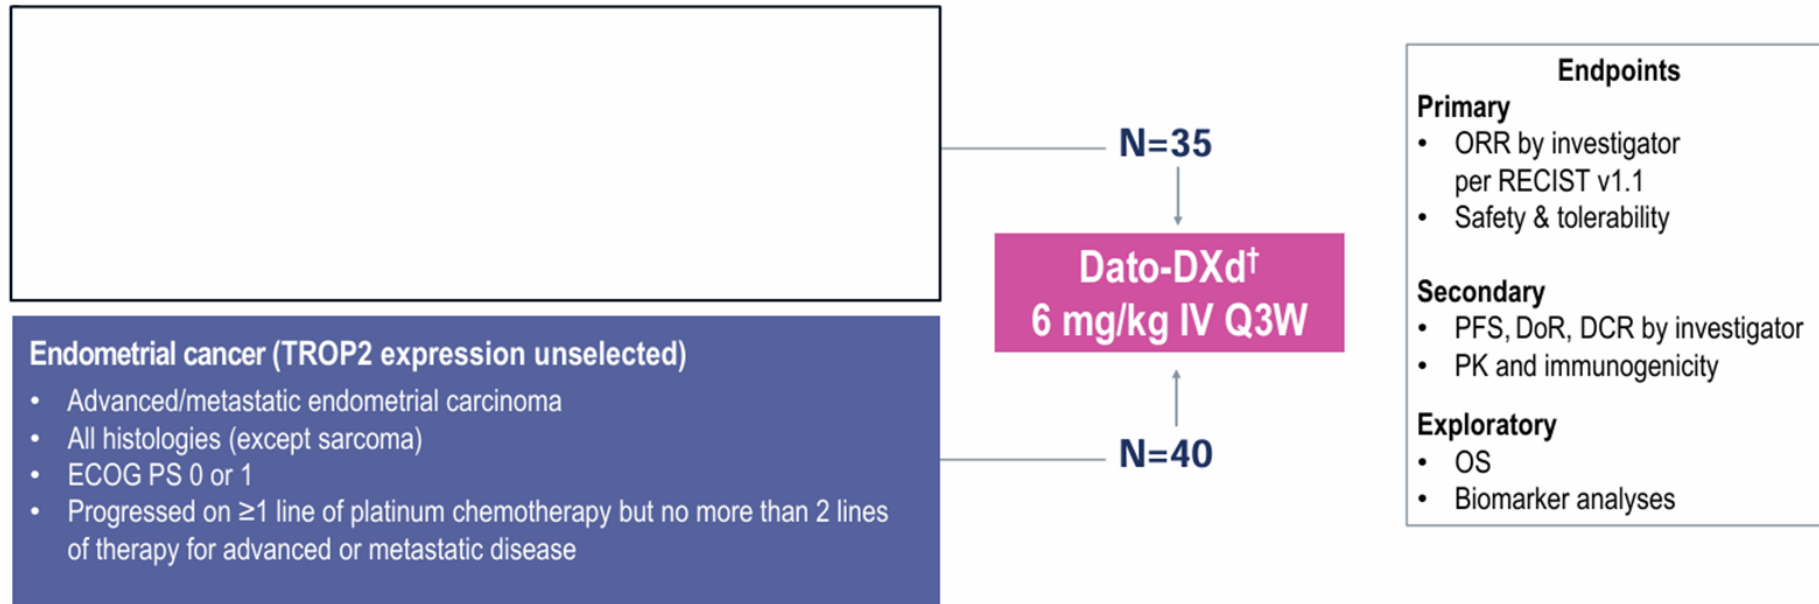 N=35
Dato-DXd†
6 mg/kg IV Q3W
N=40
Endometrial cancer (TROP2 expression unselected)
• Advanced/metastatic endometrial carcinoma
• All histologies (except sarcoma)
• ECOG PS 0 or 1
• Progressed on ≥1 line of platinum chemotherapy but no more than 2 lines
of therapy for advanced or metastatic disease
Endpoints
Primary
• ORR by investigator
per RECIST v1.1
• Safety & tolerability
Secondary
• PFS, DoR, DCR by investigator
• PK and immunogenicity
Exploratory
• OS
• Biomarker analyses